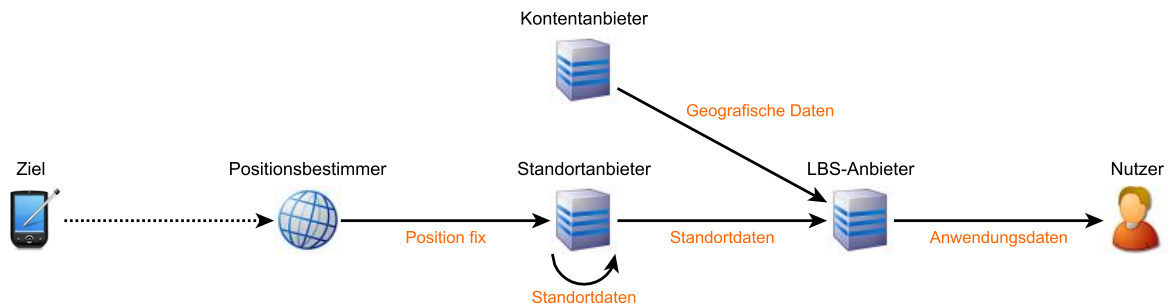 Kontentanbieter
Geografische Daten
Ziel
Positionsbestimmer
Standortanbieter
LBS-Anbieter
Nutzer
Position fix
Standortdaten
Anwendungsdaten
Standortdaten